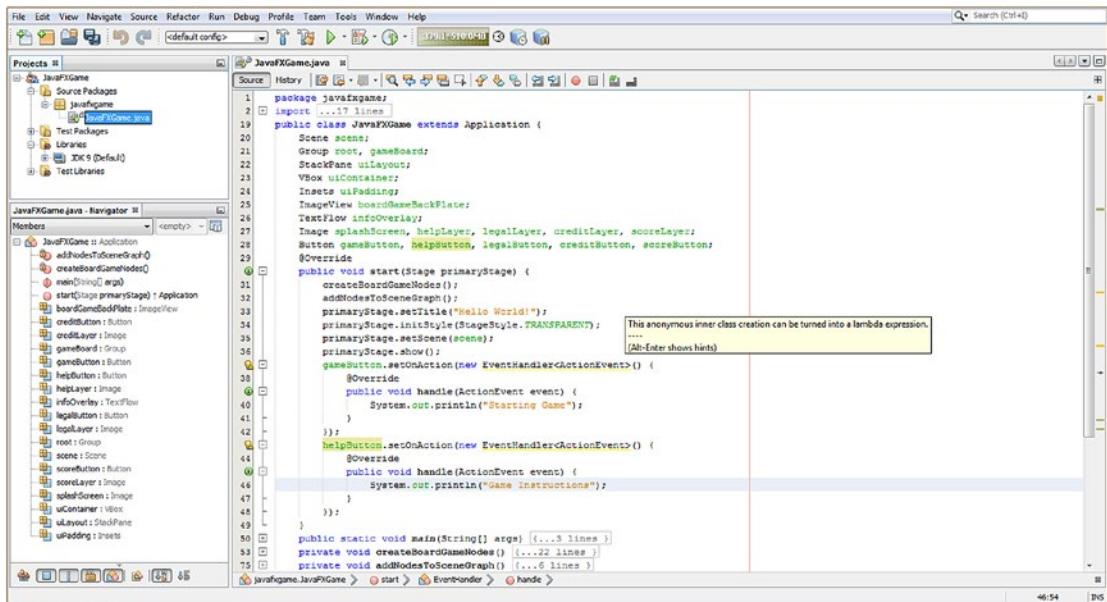 File Edit View Navigate Source Refactor Run Debug Profile Team Tools Window Help
Search (Ctrl+I)
<default config>
Projects
JavaFXGame
Source Packages
javafxgame
JavaFXGame.java
Test Packages
Libraries
JDK 9 (Default)
Test Libraries
JavaFXGame.java - Navigator
Members
<empty>
JavaFXGame :: Application
addNodesToSceneGraph()
createBoardGameNodes()
main(String[] args)
start(Stage primaryStage) ↑ Application
boardGameBackPlate : ImageView
creditButton : Button
creditLayer : Image
gameBoard : Group
gameButton : Button
helpButton : Button
helpLayer : Image
infoOverlay : TextFlow
legalButton : Button
legalLayer : Image
root : Group
scene : Scene
scoreButton : Button
scoreLayer : Image
splashScreen : Image
uiContainer : VBox
uiLayout : StackPane
uiPadding : Insets
JavaFXGame.java
Source History
1 package javafxgame;
2 import ...17 lines
19 public class JavaFXGame extends Application {
20 Scene scene;
21 Group root, gameBoard;
22 StackPane uiLayout;
23 VBox uiContainer;
24 Insets uiPadding;
25 ImageView boardGameBackPlate;
26 TextFlow infoOverlay;
27 Image splashScreen, helpLayer, legalLayer, creditLayer, scoreLayer;
28 Button gameButton, helpButton, legalButton, creditButton, scoreButton;
29 @Override
public void start(Stage primaryStage) {
31 createBoardGameNodes();
32 addNodesToSceneGraph();
33 primaryStage.setTitle("Hello World!");
34 primaryStage.initStyle(StageStyle.TRANSPARENT);
35 primaryStage.setScene(scene);
36 primaryStage.show();
gameButton.setOnAction(new EventHandler<ActionEvent>() {
38 @Override
public void handle(ActionEvent event) {
40 System.out.println("Starting Game");
41 }
42 });
helpButton.setOnAction(new EventHandler<ActionEvent>() {
44 @Override
public void handle(ActionEvent event) {
46 System.out.println("Game Instructions");
47 }
48 });
49 }
50 public static void main(String[] args) {...3 lines }
53 private void createBoardGameNodes() {...22 lines }
75 private void addNodesToSceneGraph() {...6 lines }
This anonymous inner class creation can be turned into a lambda expression.
----
(Alt-Enter shows hints)
javafxgame.JavaFXGame start EventHandler handle
46:54 INS